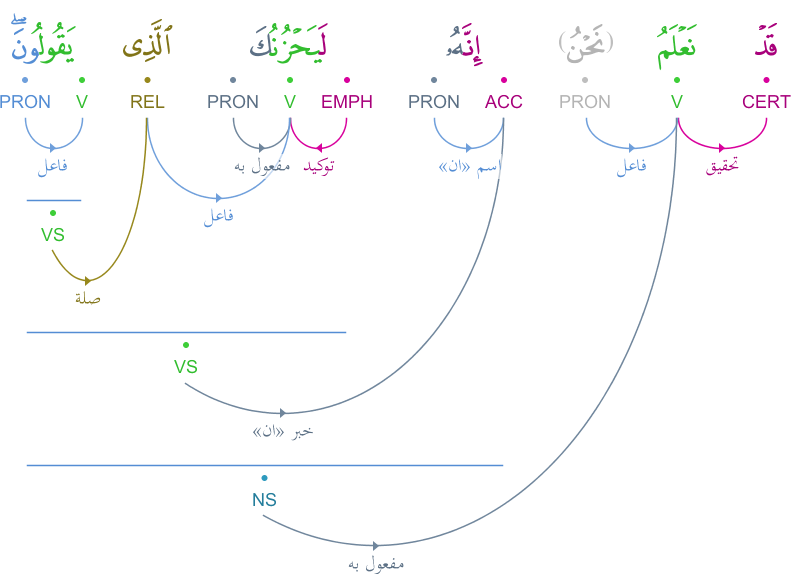 قَدْ نَعْلَمُ (نَحْنُ) إِنَّهُۥ لَيَحْزُنُكَ ٱلَّذِى يَقُولُونَ ۖ
CERT V PRON ACC PRON EMPH V PRON REL V PRON
تحقيق فاعل اسم «ان» توكيد مفعول به فاعل
فاعل
VS
صلة
VS
خبر «ان»
NS
مفعول به